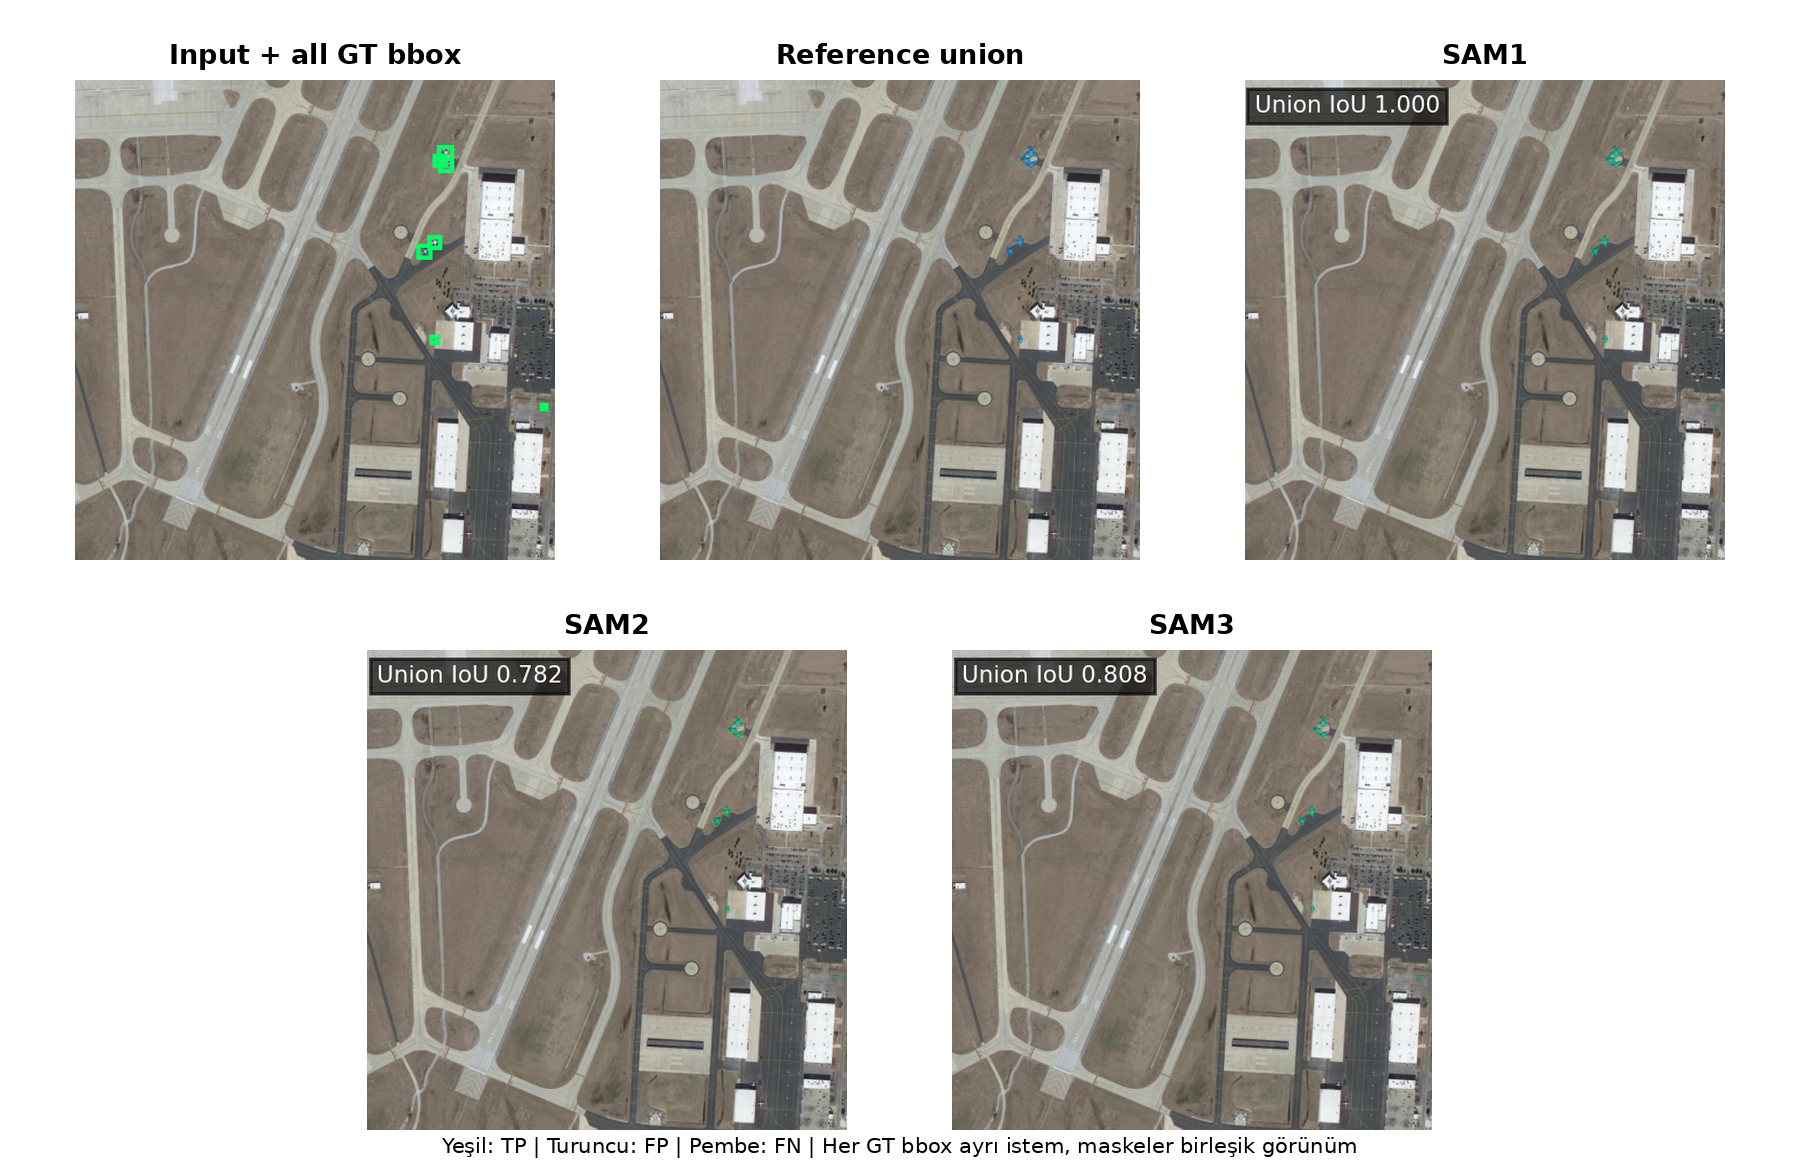 Input + all GT bbox
Reference union
SAM1
Union IoU 1.000
SAM2
SAM3
Union IoU 0.782
Union IoU 0.808
Yeşil: TP | Turuncu: FP | Pembe: FN | Her GT bbox ayrı istem, maskeler birleşik görünüm